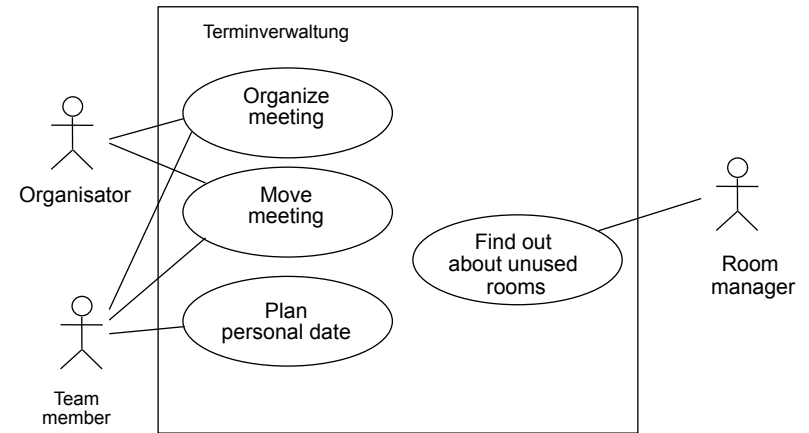 Terminverwaltung
Organize
meeting
Organisator
Move
meeting
Find out
about unused
rooms
Room
manager
Plan
personal date
Team
member